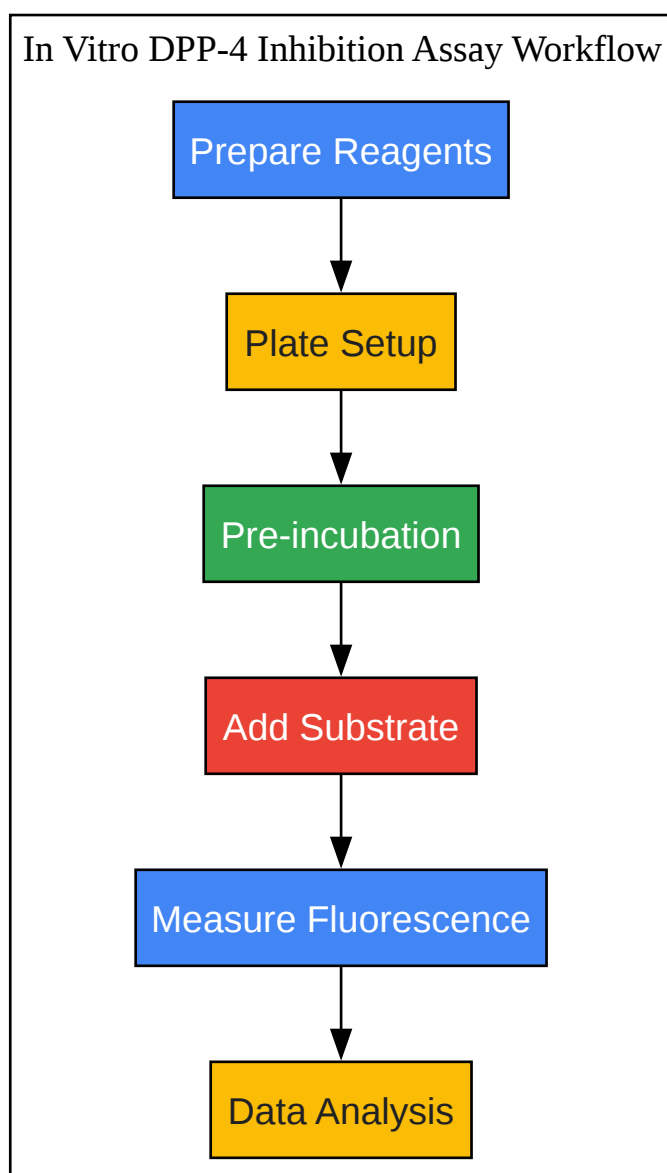 In Vitro DPP-4 Inhibition Assay Workflow
Prepare Reagents
Plate Setup
Pre-incubation
Add Substrate
Measure Fluorescence
Data Analysis